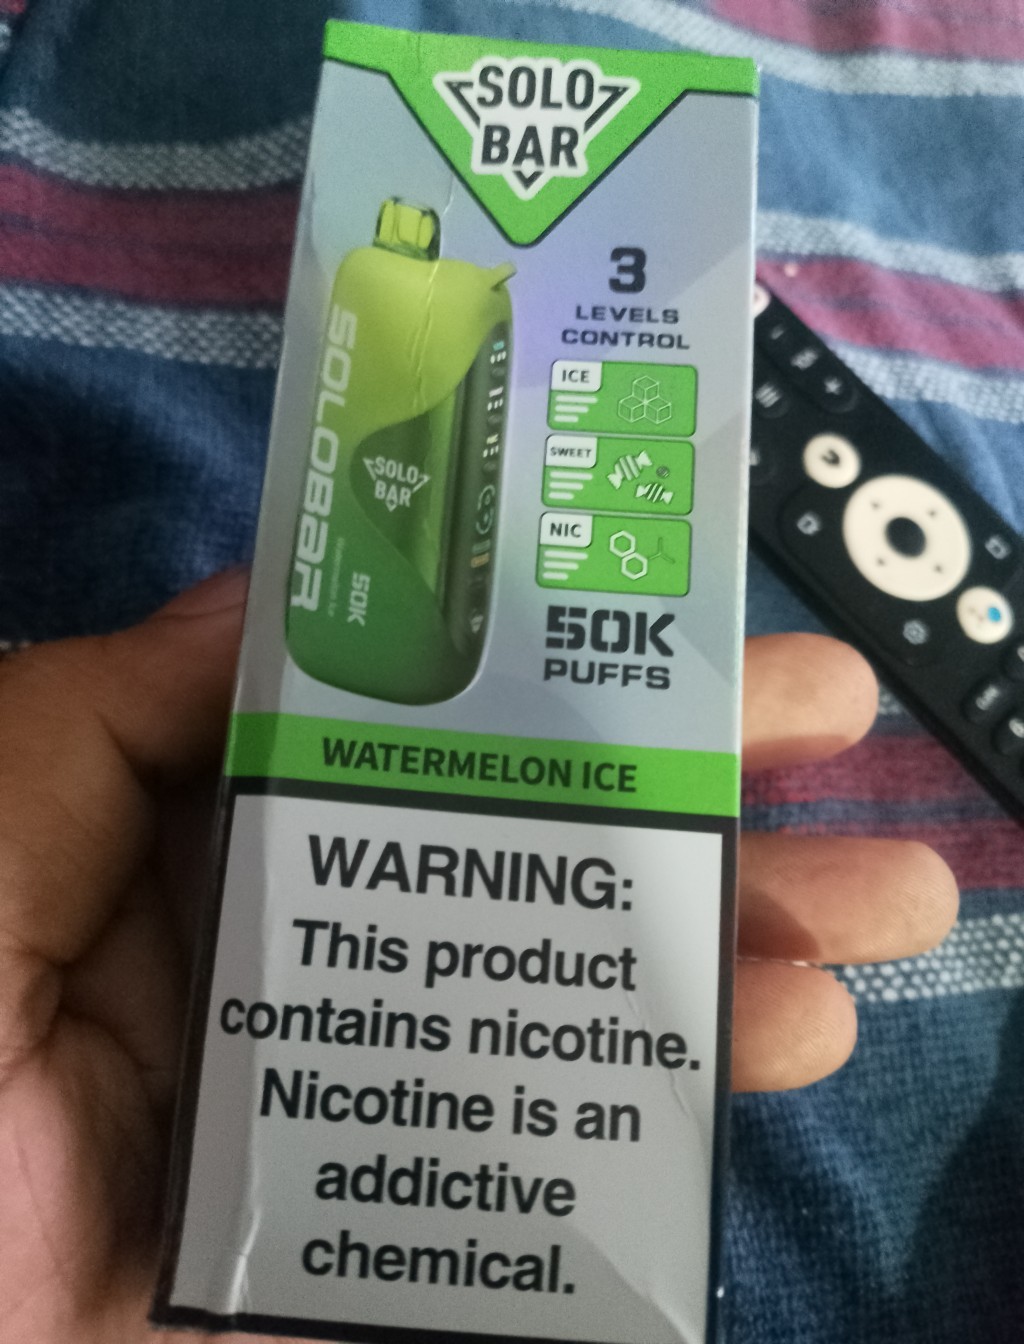 SOLO
BAR
3
LEVELS
CONTROL
ICE
SWEET
NIC
50K
PUFFS
SOLOBAR
SOLO
BAR
50K
WATERMELON ICE
WARNING:
This product
contains nicotine.
Nicotine is an
addictive
chemical.